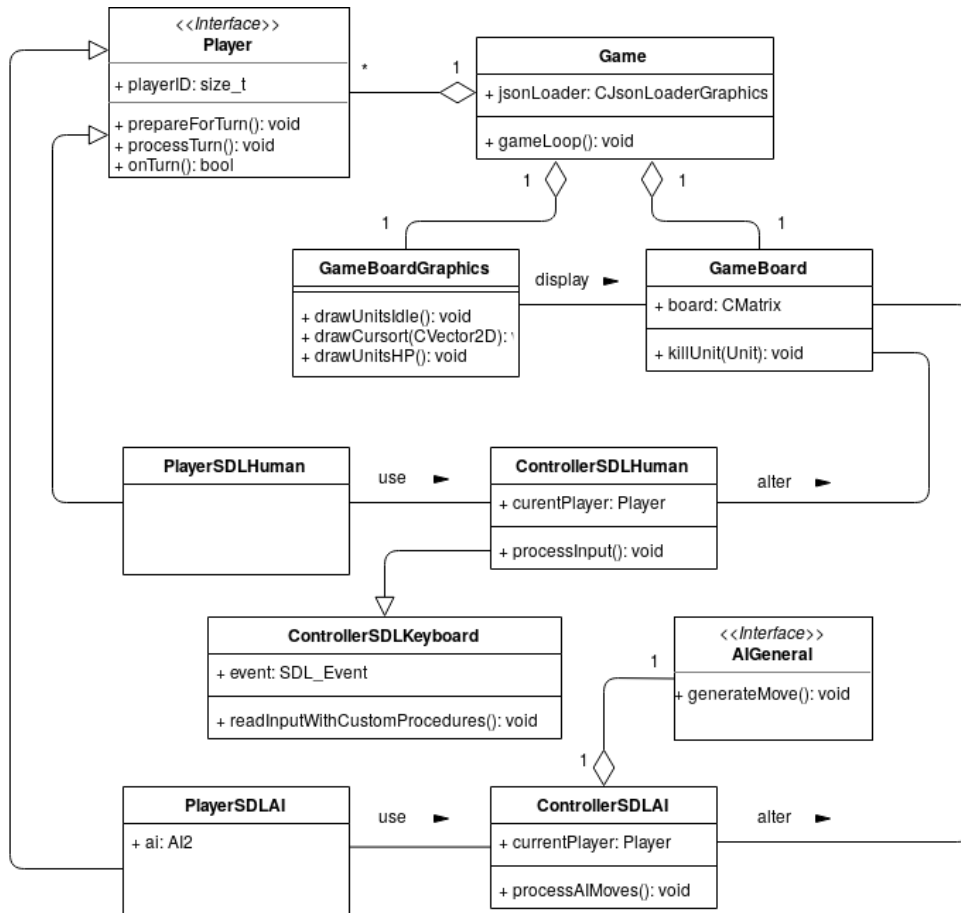 <<Interface>>
Player
+ playerID: size_t
+ prepareForTurn(): void
+ processTurn(): void
+ onTurn(): bool
*
1
Game
+ jsonLoader: CJsonLoaderGraphics
+ gameLoop(): void
1
1
1
1
GameBoardGraphics
+ drawUnitsIdle(): void
+ drawCursort(CVector2D):
+ drawUnitsHP(): void
display
GameBoard
+ board: CMatrix
+ killUnit(Unit): void
PlayerSDLHuman
use
ControllerSDLHuman
+ curentPlayer: Player
+ processInput(): void
alter
ControllerSDLKeyboard
+ event: SDL_Event
+ readInputWithCustomProcedures(): void
<<Interface>>
AIGeneral
+ generateMove(): void
1
1
PlayerSDLAI
+ ai: AI2
use
ControllerSDLAI
+ currentPlayer: Player
+ processAIMoves(): void
alter